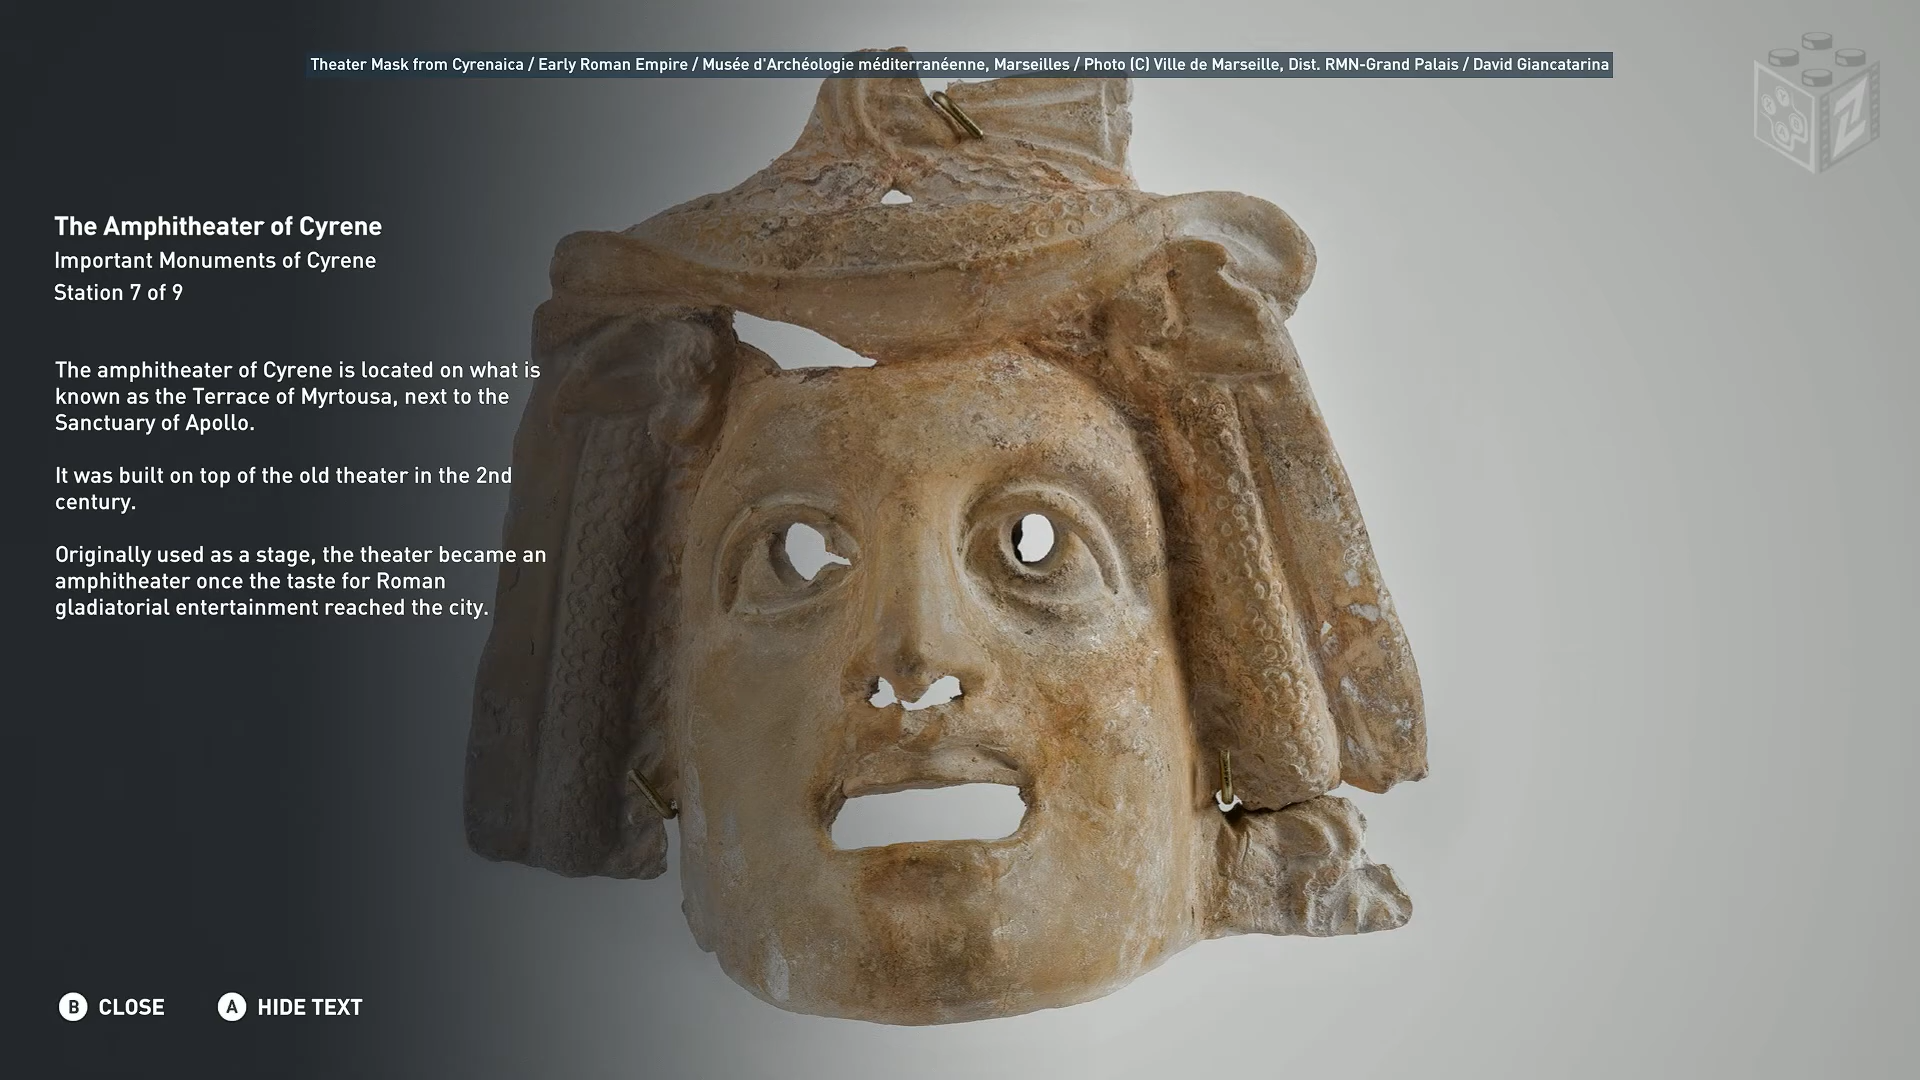 Theater Mask from Cyrenaica / Early Roman Empire / Musée d'Archéologie méditerranéenne, Marseilles / Photo (C) Ville de Marseille, Dist. RMN-Grand Palais / David Giancatarina
The Amphitheater of Cyrene
Important Monuments of Cyrene
Station 7 of 9
The amphitheater of Cyrene is located on what is
known as the Terrace of Myrtousa, next to the
Sanctuary of Apollo.
It was built on top of the old theater in the 2nd
century.
Originally used as a stage, the theater became an
amphitheater once the taste for Roman
gladiatorial entertainment reached the city.
B CLOSE A HIDE TEXT